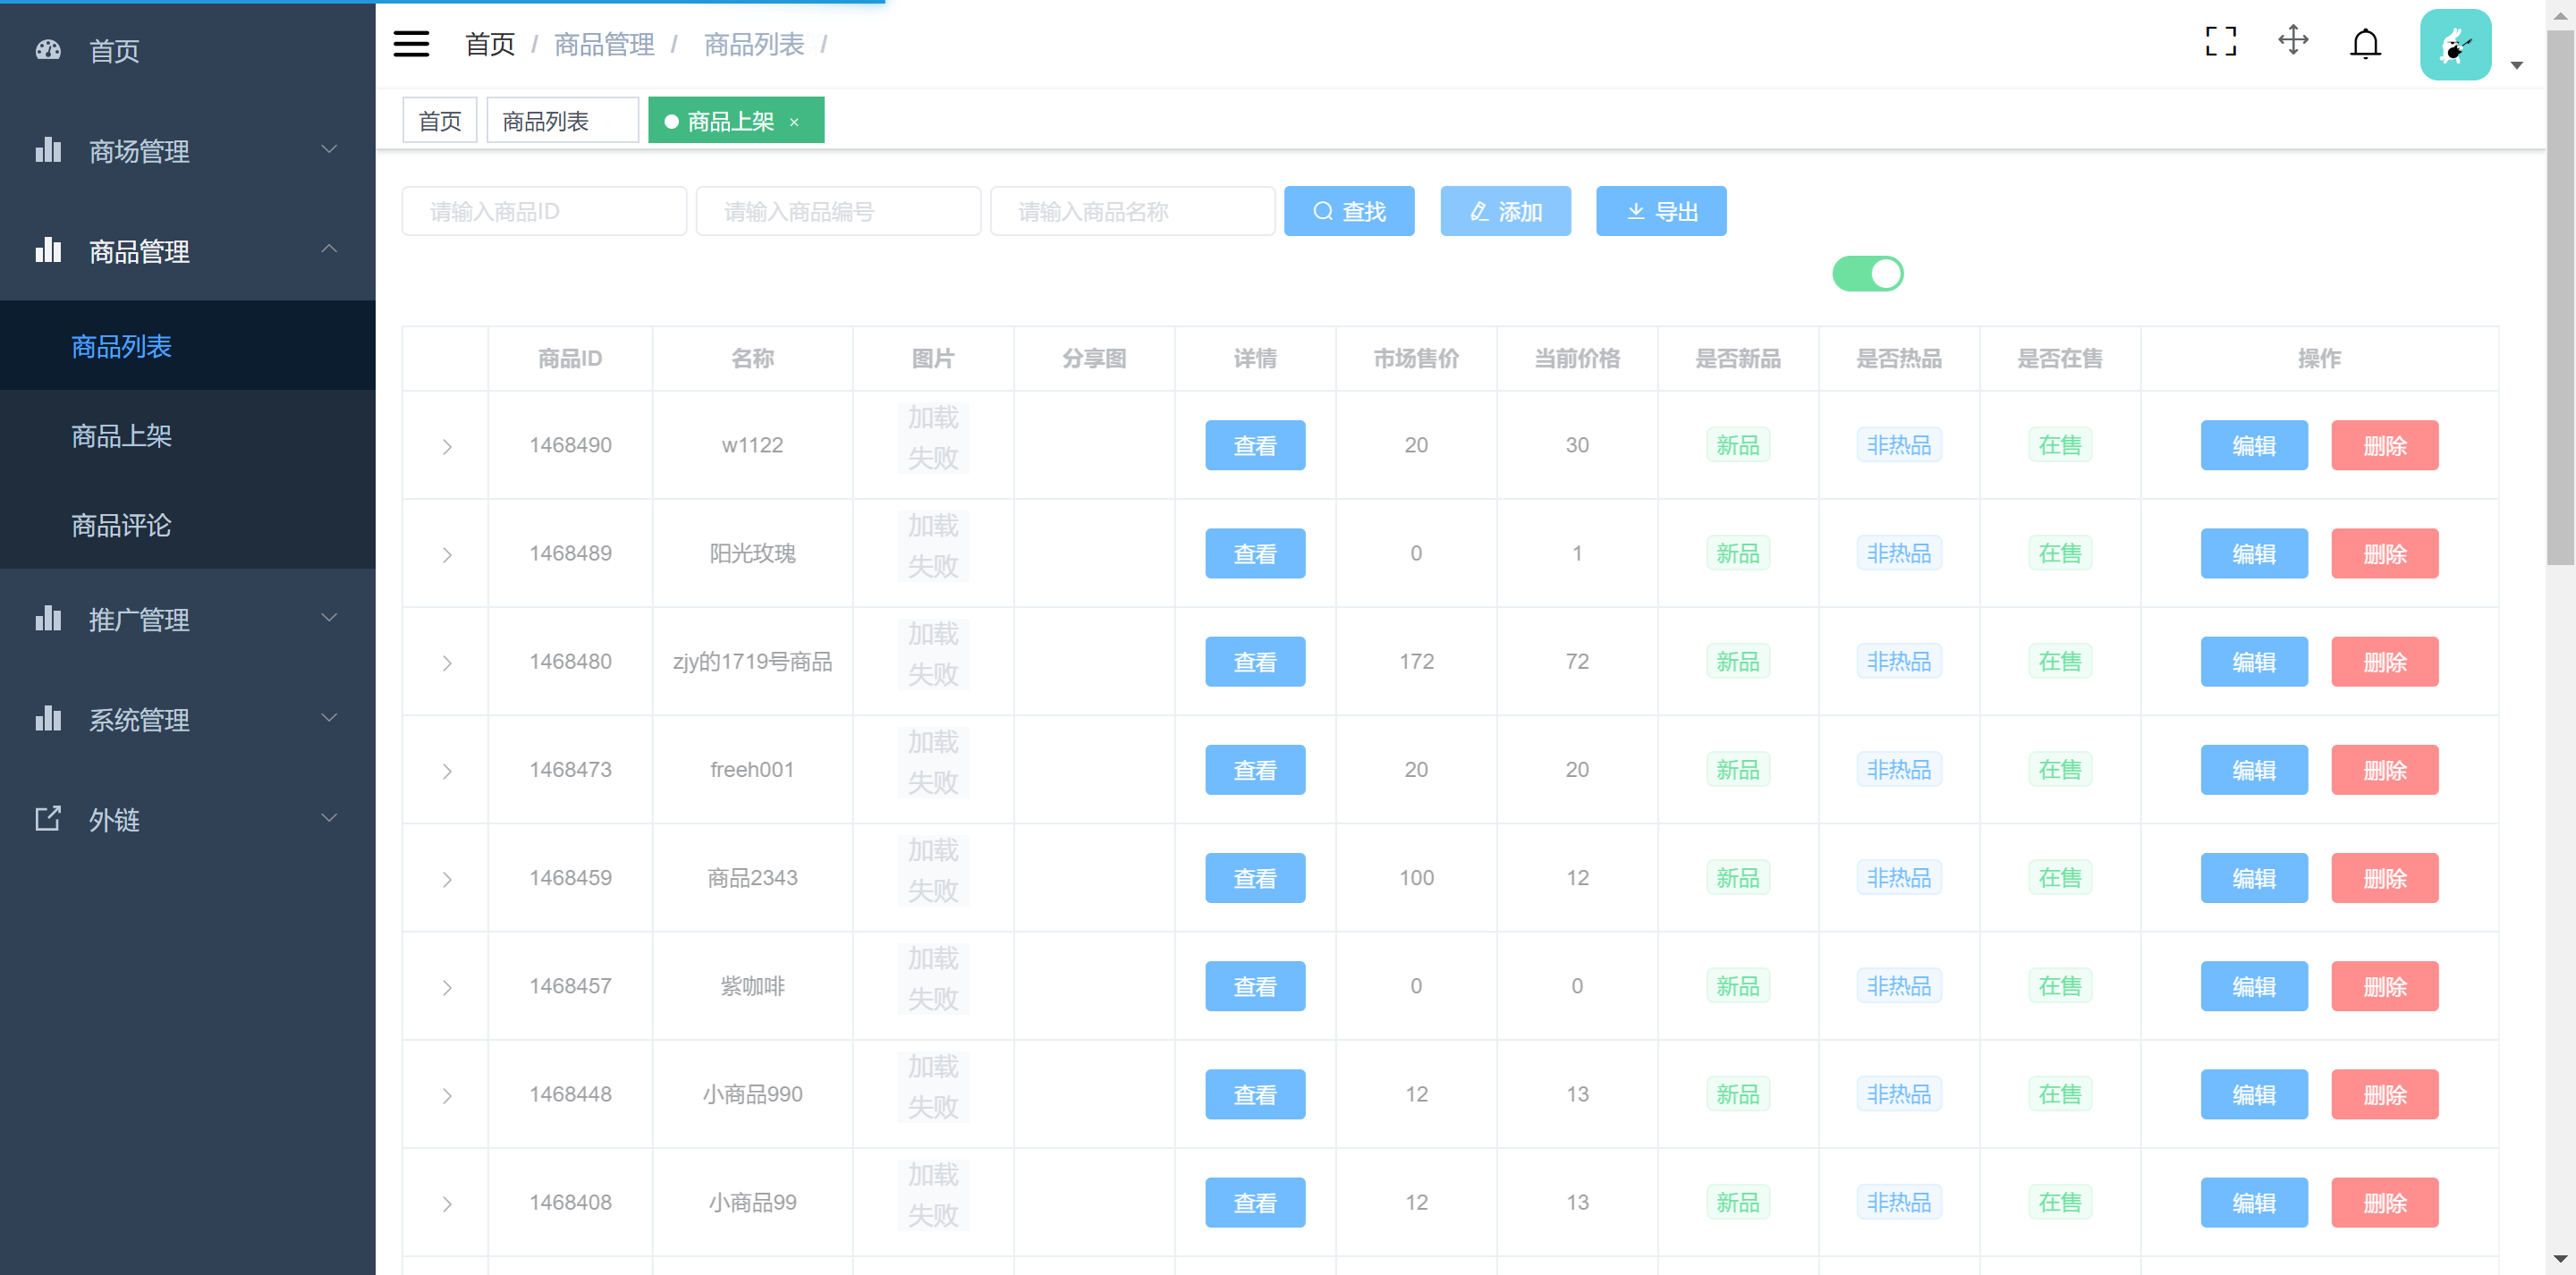 首页
商场管理
商品管理
商品列表
商品上架
商品评论
推广管理
系统管理
外链
首页 / 商品管理 / 商品列表 /
首页 商品列表 商品上架 ×
请输入商品ID 请输入商品编号 请输入商品名称 查找 添加 导出
商品ID 名称 图片 分享图 详情 市场售价 当前价格 是否新品 是否热品 是否在售 操作
1468490 w1122 加载失败 查看 20 30 新品 非热品 在售 编辑 删除
1468489 阳光玫瑰 加载失败 查看 0 1 新品 非热品 在售 编辑 删除
1468480 zjy的1719号商品 加载失败 查看 172 72 新品 非热品 在售 编辑 删除
1468473 freeh001 加载失败 查看 20 20 新品 非热品 在售 编辑 删除
1468459 商品2343 加载失败 查看 100 12 新品 非热品 在售 编辑 删除
1468457 紫咖啡 加载失败 查看 0 0 新品 非热品 在售 编辑 删除
1468448 小商品990 加载失败 查看 12 13 新品 非热品 在售 编辑 删除
1468408 小商品99 加载失败 查看 12 13 新品 非热品 在售 编辑 删除